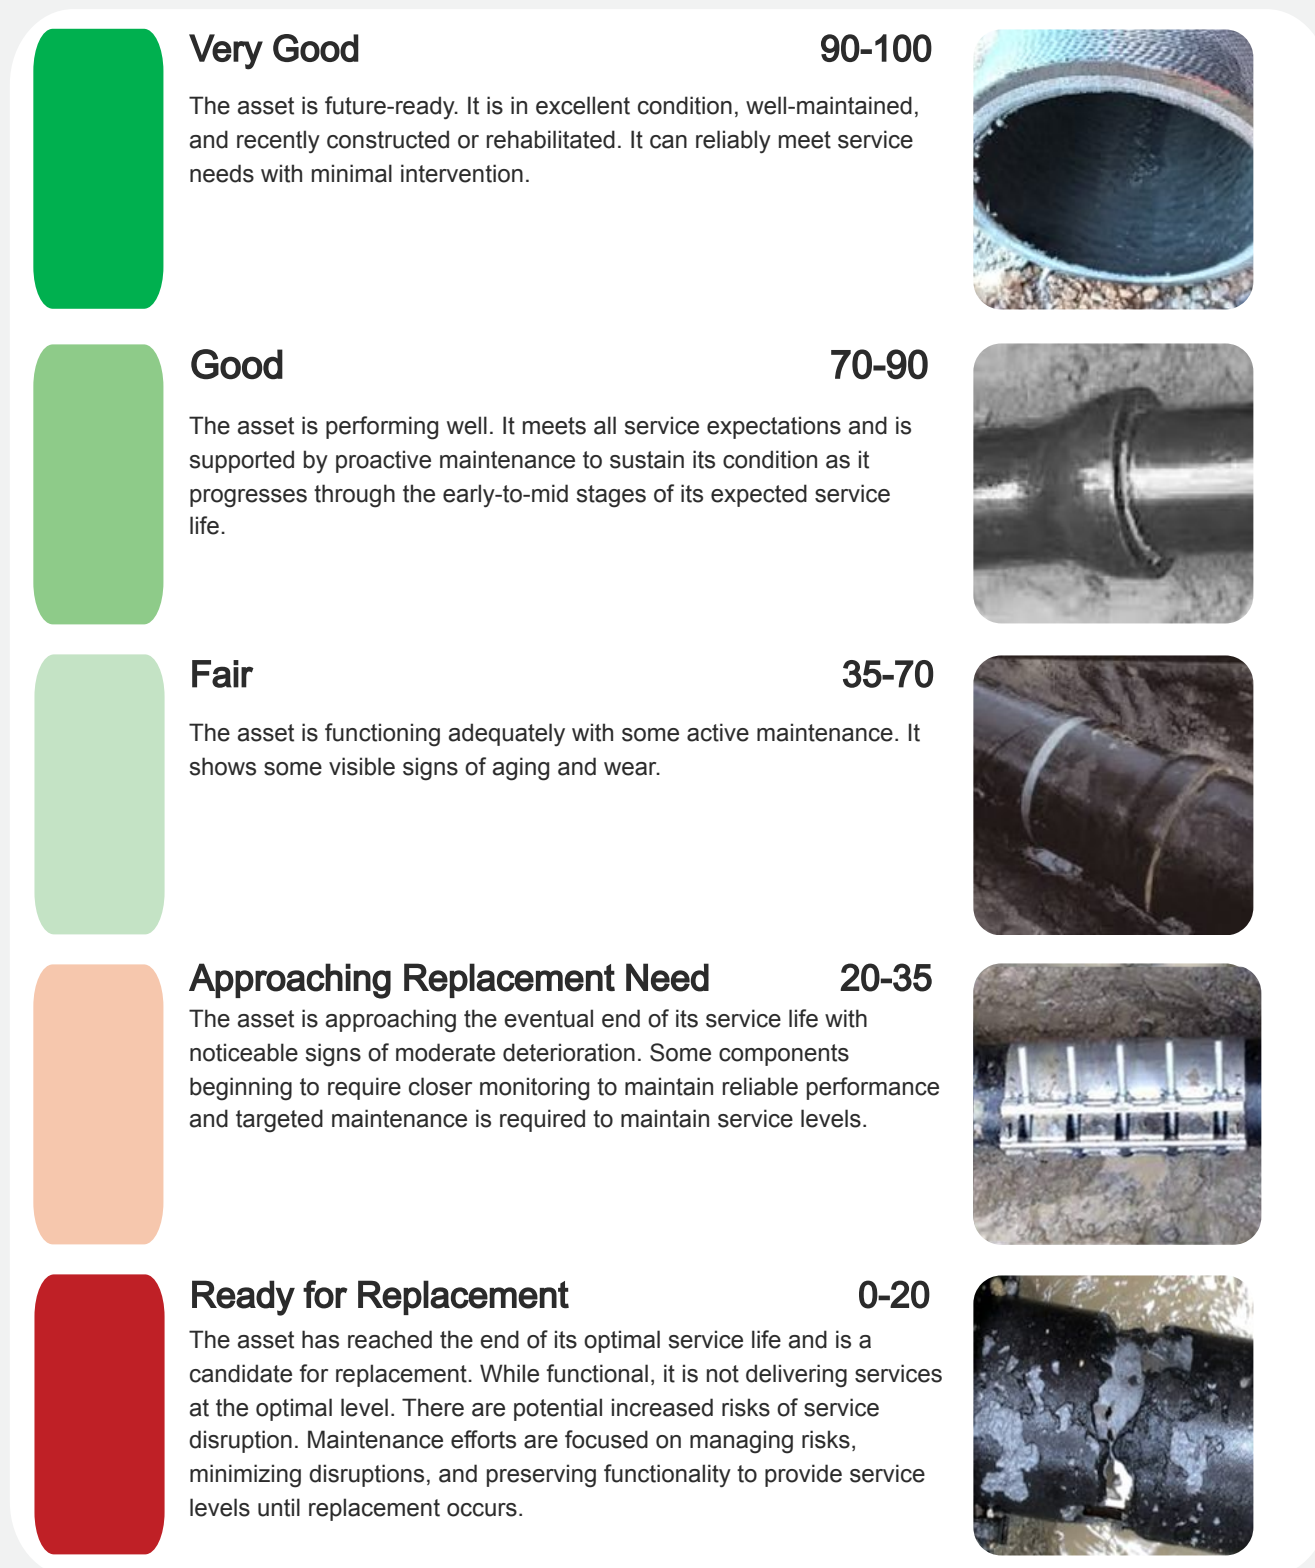 Very Good 90-100
The asset is future-ready. It is in excellent condition, well-maintained,
and recently constructed or rehabilitated. It can reliably meet service
needs with minimal intervention.
Good 70-90
The asset is performing well. It meets all service expectations and is
supported by proactive maintenance to sustain its condition as it
progresses through the early-to-mid stages of its expected service
life.
Fair 35-70
The asset is functioning adequately with some active maintenance. It
shows some visible signs of aging and wear.
Approaching Replacement Need 20-35
The asset is approaching the eventual end of its service life with
noticeable signs of moderate deterioration. Some components
beginning to require closer monitoring to maintain reliable performance
and targeted maintenance is required to maintain service levels.
Ready for Replacement 0-20
The asset has reached the end of its optimal service life and is a
candidate for replacement. While functional, it is not delivering services
at the optimal level. There are potential increased risks of service
disruption. Maintenance efforts are focused on managing risks,
minimizing disruptions, and preserving functionality to provide service
levels until replacement occurs.